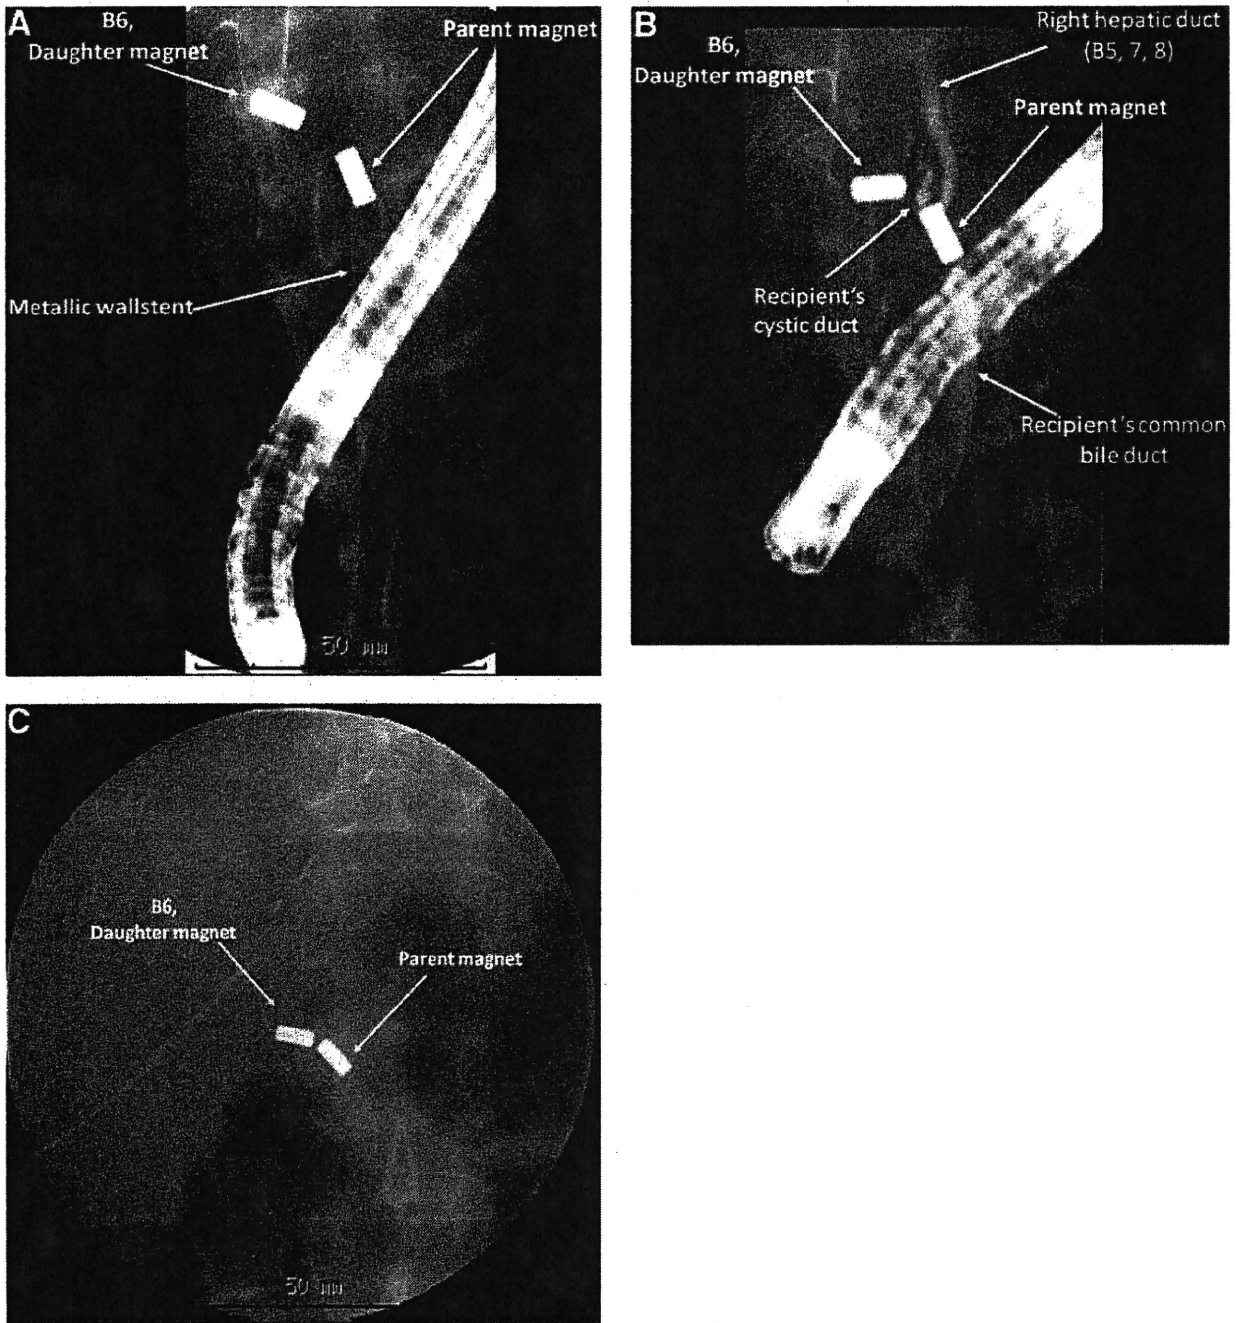 A
B6,
Daughter magnet
Parent magnet
Metallic wallstent
50 mm
B
B6,
Daughter magnet
Right hepatic duct
(B5, 7, 8)
Parent magnet
Recipient's
cystic duct
Recipient's common
bile duct
C
B6,
Daughter magnet
Parent magnet
50 mm